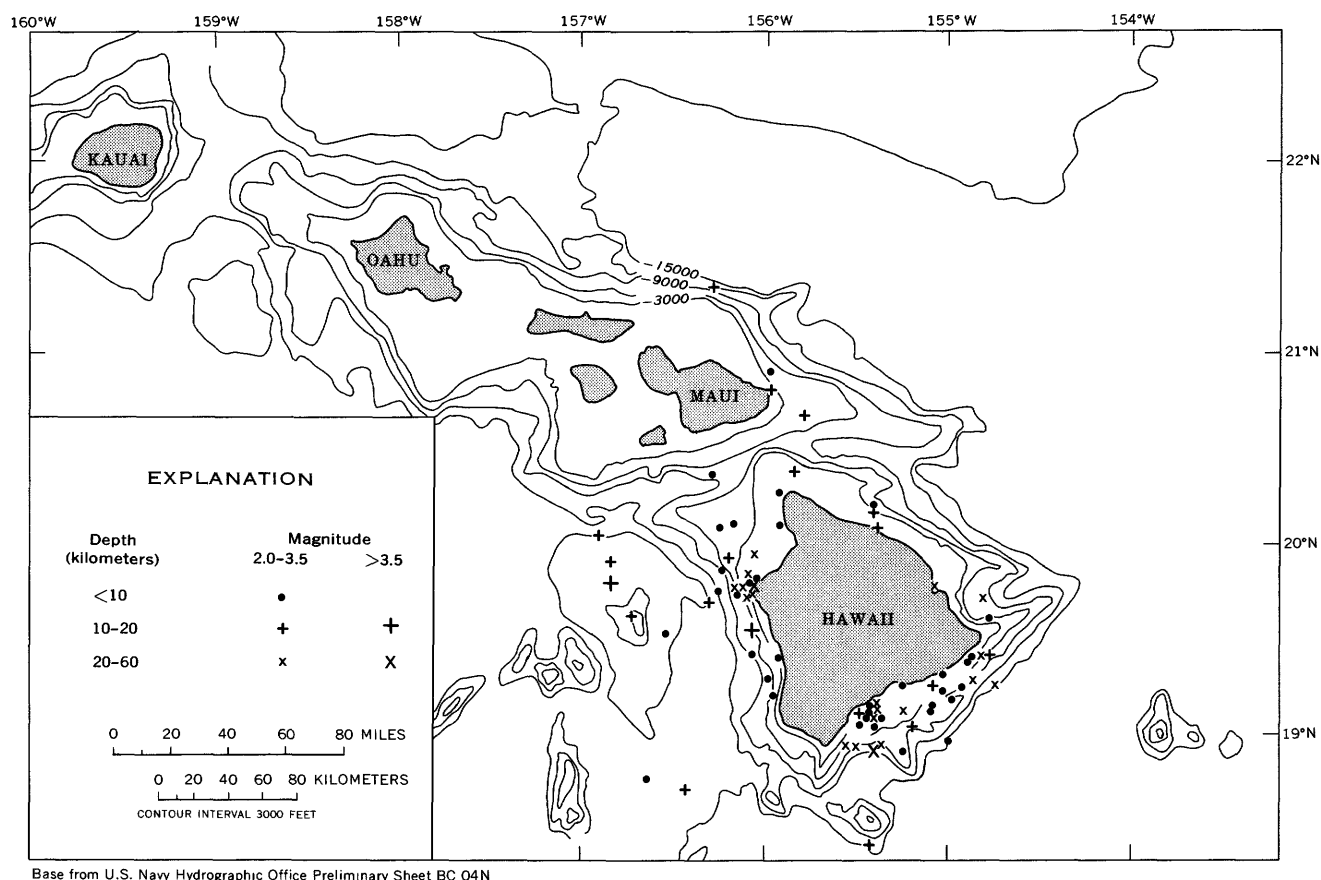 160°W 159°W 158°W 157°W 156°W 155°W 154°W
KAUAI
22°N
OAHU
15000
9000
3000
21°N
MAUI
EXPLANATION
Depth Magnitude
(kilometers) 2.0-3.5 >3.5
<10
10-20
20-60
20°N
HAWAII
0 20 40 60 80 MILES
19°N
0 20 40 60 80 KILOMETERS
CONTOUR INTERVAL 3000 FEET
Base from U.S. Navy Hydrographic Office Preliminary Sheet BC 04N